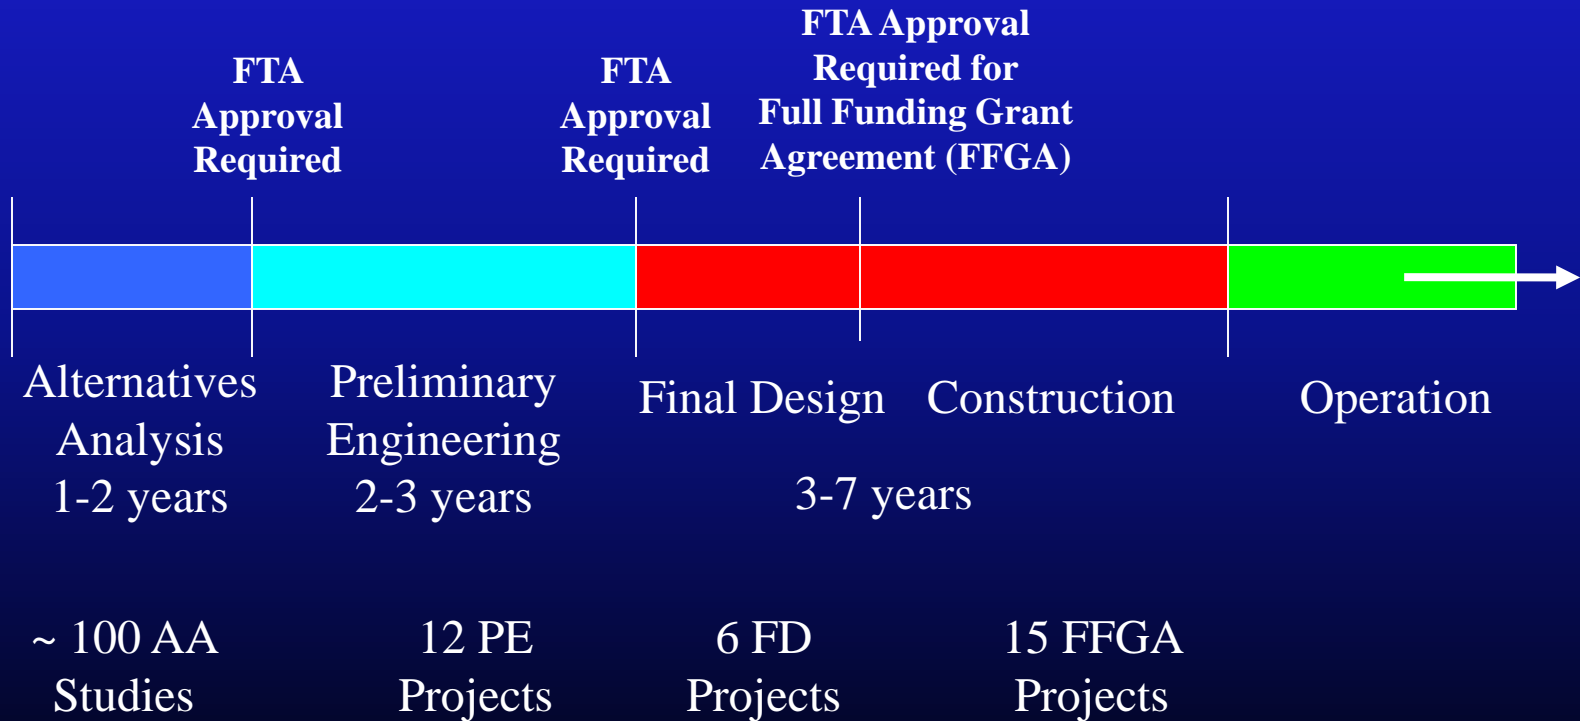 FTA
Approval
Required
FTA
Approval
Required
FTA Approval
Required for
Full Funding Grant
Agreement (FFGA)
Alternatives
Analysis
1-2 years
Preliminary
Engineering
2-3 years
Final Design
Construction
3-7 years
Operation
~ 100 AA
Studies
12 PE
Projects
6 FD
Projects
15 FFGA
Projects